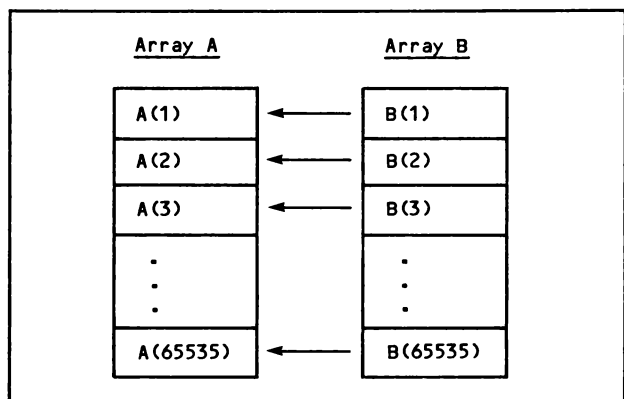 Array A Array B
A(1) B(1)
A(2) B(2)
A(3) B(3)
. .
. .
. .
A(65535) B(65535)